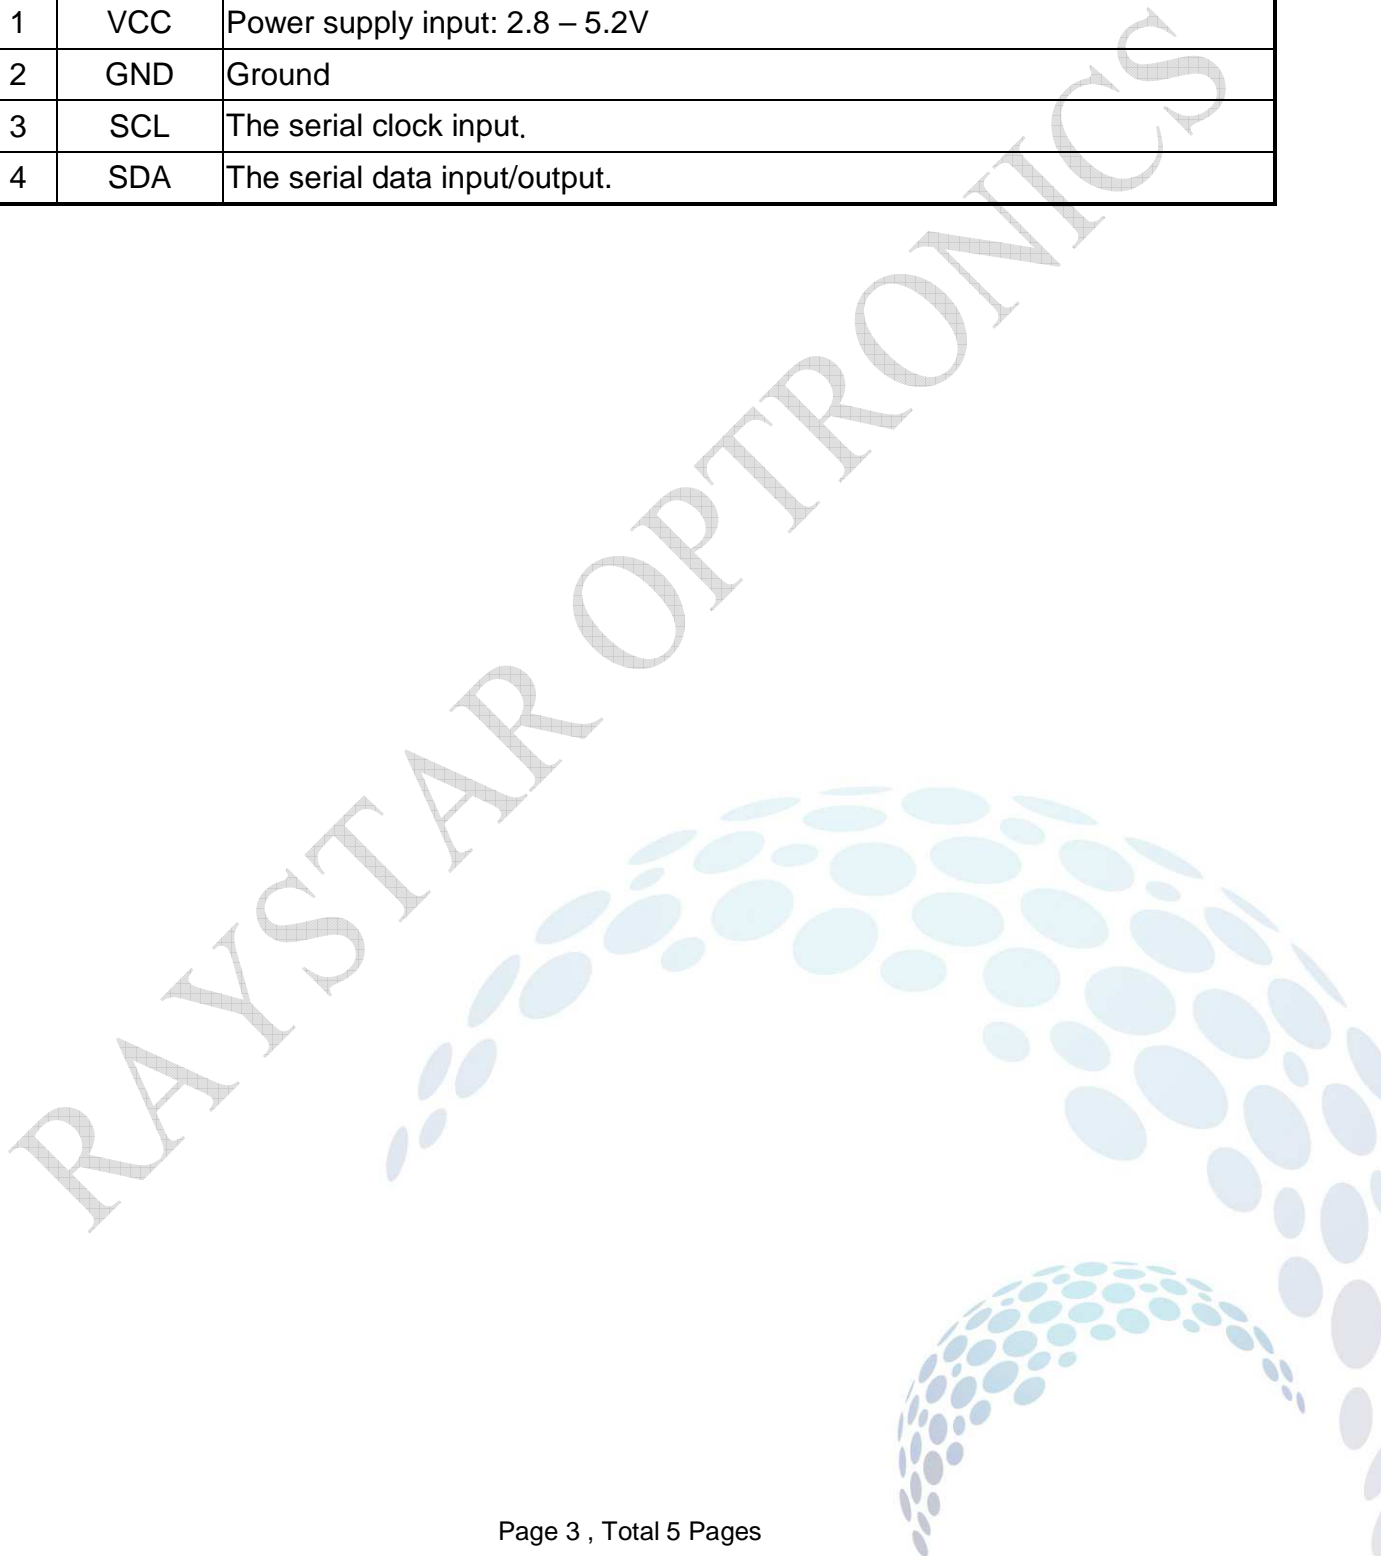 1 VCC Power supply input: 2.8 – 5.2V
2 GND Ground
3 SCL The serial clock input.
4 SDA The serial data input/output.
RAYSTAR OPTRONICS
Page 3 , Total 5 Pages